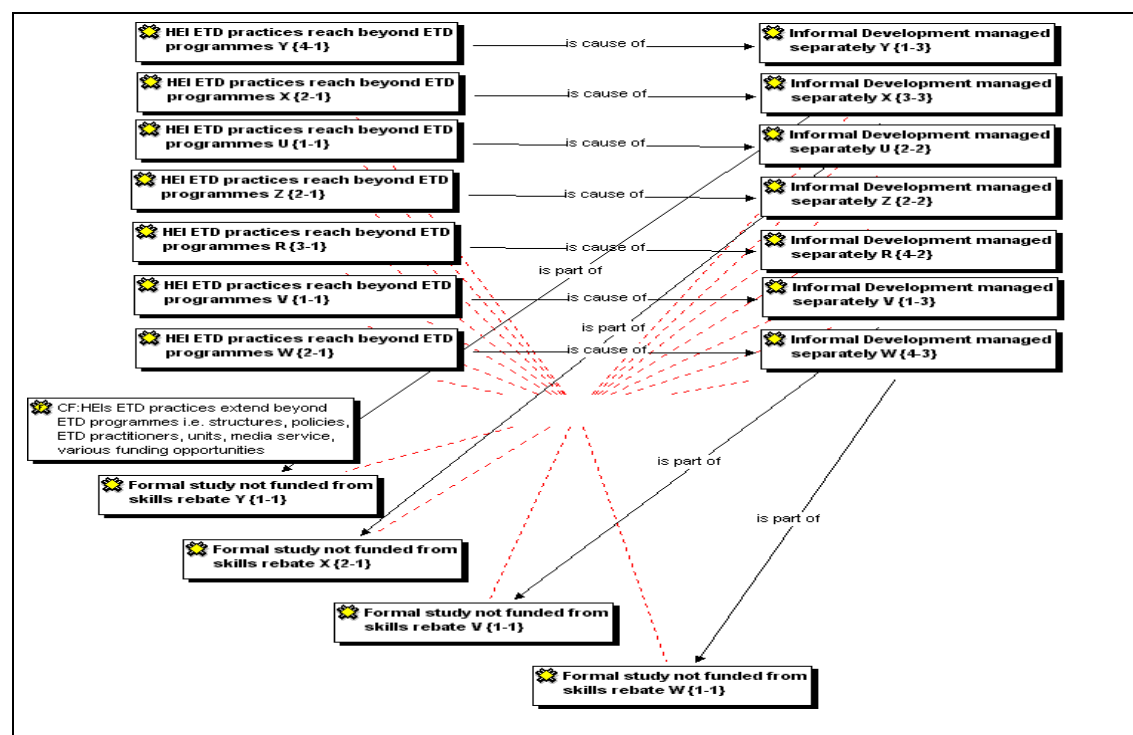 HEI ETD practices reach beyond ETD
programmes Y {4-1}
is cause of
Informal Development managed
separately Y {1-3}
HEI ETD practices reach beyond ETD
programmes X {2-1}
is cause of
Informal Development managed
separately X {3-3}
HEI ETD practices reach beyond ETD
programmes U {1-1}
is cause of
Informal Development managed
separately U {2-2}
HEI ETD practices reach beyond ETD
programmes Z {2-1}
is cause of
Informal Development managed
separately Z {2-2}
HEI ETD practices reach beyond ETD
programmes R {3-1}
is cause of
Informal Development managed
separately R {4-2}
is part of
HEI ETD practices reach beyond ETD
programmes V {1-1}
is cause of
Informal Development managed
separately V {1-3}
is part of
HEI ETD practices reach beyond ETD
programmes W {2-1}
is cause of
Informal Development managed
separately W {4-3}
CF:HEIs ETD practices extend beyond
ETD programmes i.e. structures, policies,
ETD practitioners, units, media service,
various funding opportunities
is part of
Formal study not funded from
skills rebate Y {1-1}
is part of
Formal study not funded from
skills rebate X {2-1}
Formal study not funded from
skills rebate V {1-1}
Formal study not funded from
skills rebate W {1-1}